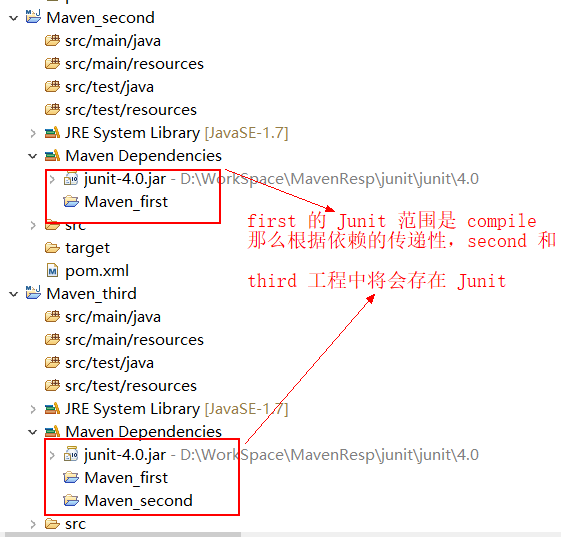 Maven_second
src/main/java
src/main/resources
src/test/java
src/test/resources
JRE System Library [JavaSE-1.7]
Maven Dependencies
junit-4.0.jar - D:\WorkSpace\MavenResp\junit\junit\4.0
Maven_first
src
target
pom.xml
first 的 Junit 范围是 compile
那么根据依赖的传递性，second 和
third 工程中将会存在 Junit
Maven_third
src/main/java
src/main/resources
src/test/java
src/test/resources
JRE System Library [JavaSE-1.7]
Maven Dependencies
junit-4.0.jar - D:\WorkSpace\MavenResp\junit\junit\4.0
Maven_first
Maven_second
src